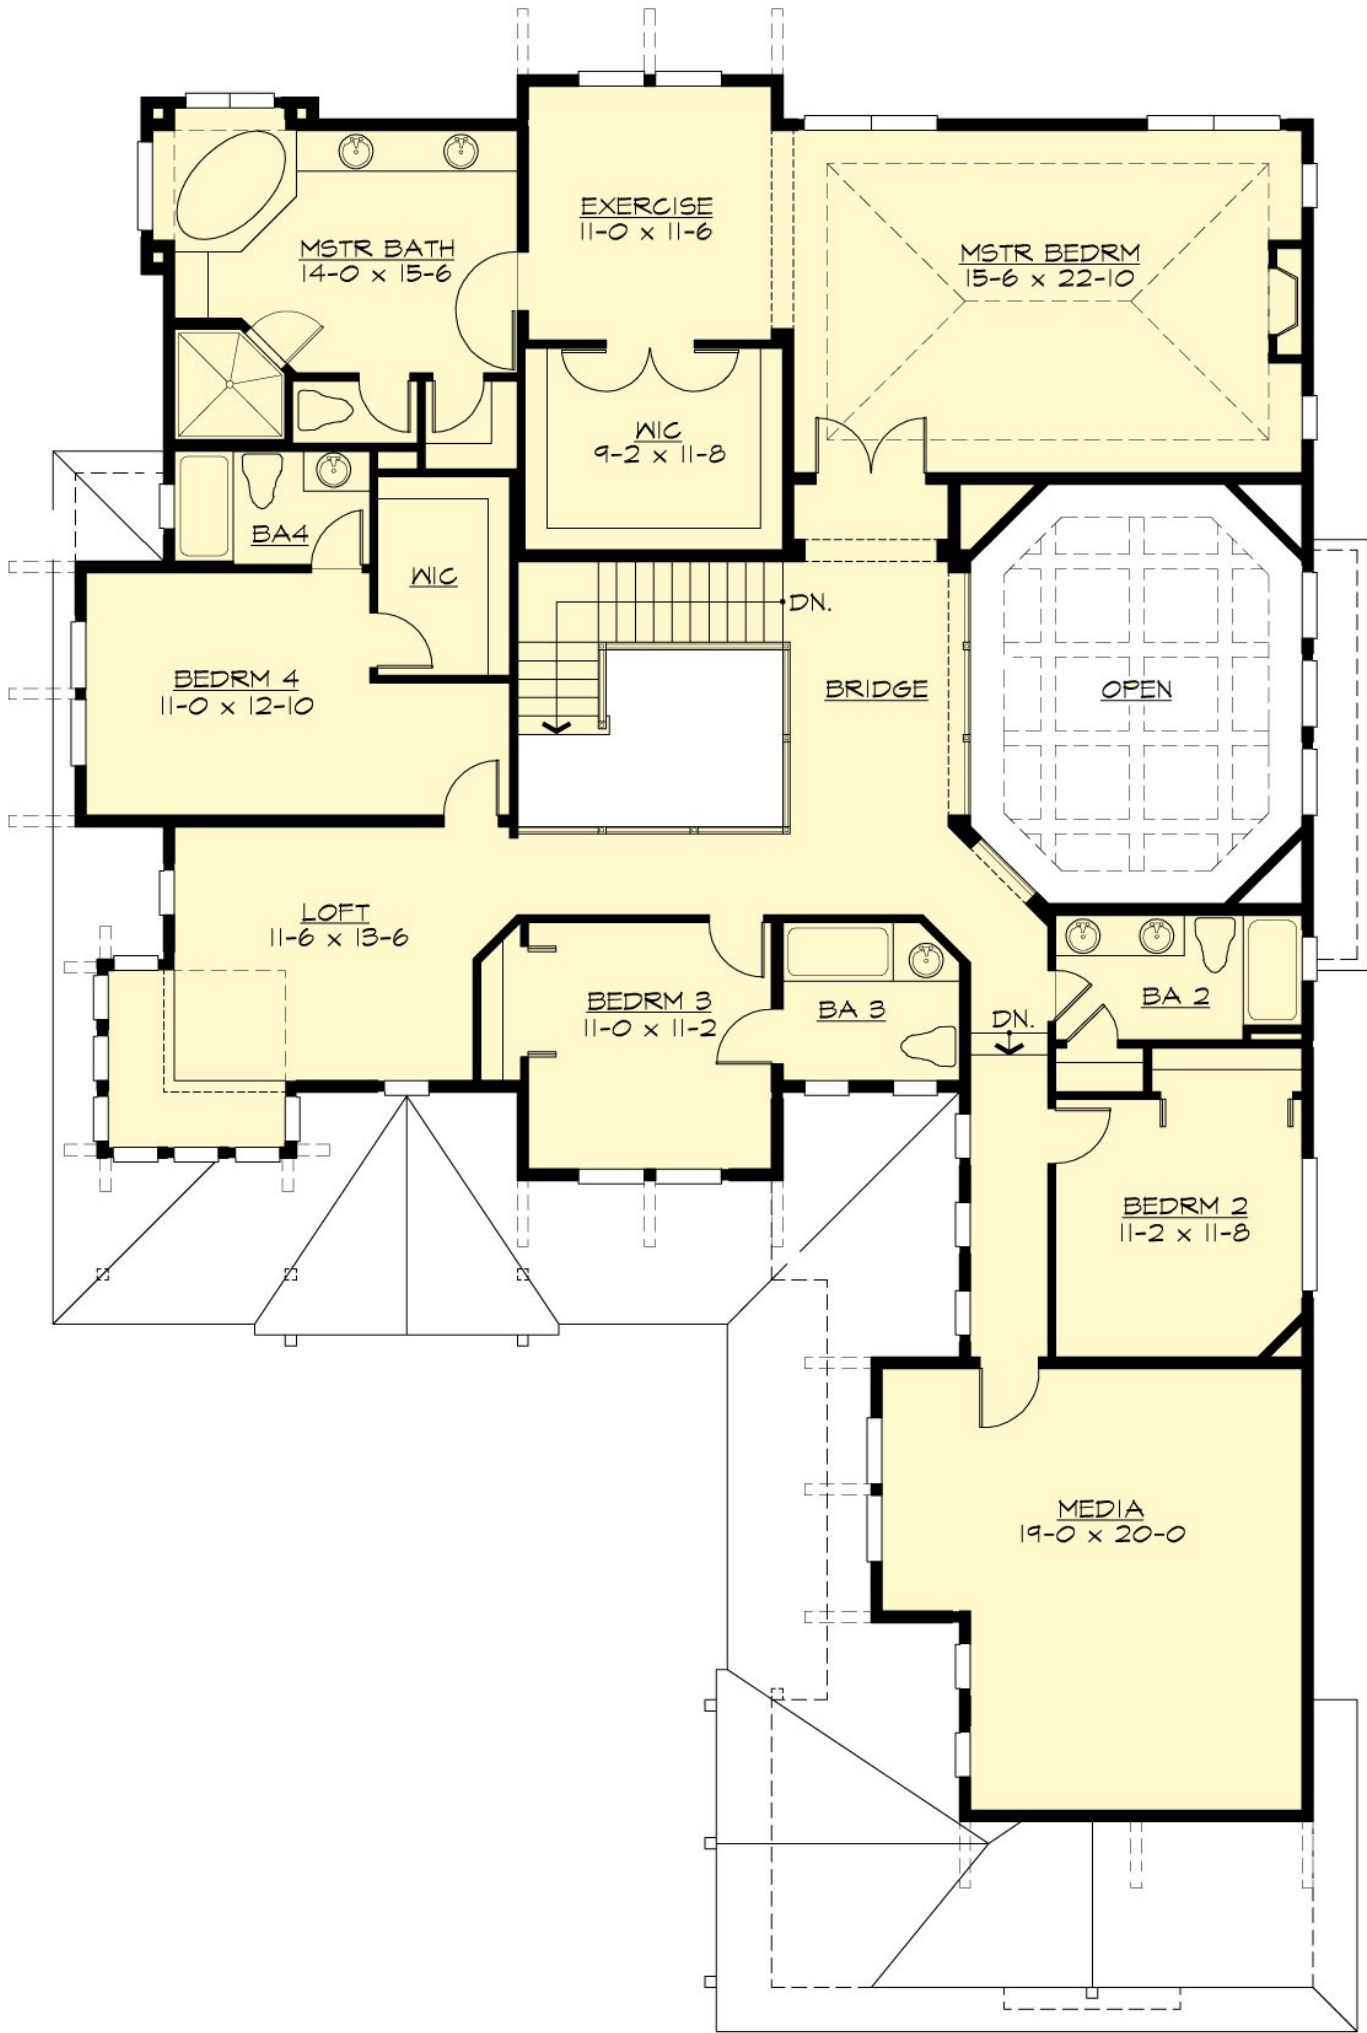 EXERCISE
11-0 x 11-6
MSTR BATH
14-0 x 15-6
MSTR BEDRM
15-6 x 22-10
WIC
9-2 x 11-8
BA4
WIC
DN.
BEDRM 4
11-0 x 12-10
BRIDGE
OPEN
LOFT
11-6 x 13-6
BEDRM 3
11-0 x 11-2
BA 3
BA 2
DN.
BEDRM 2
11-2 x 11-8
MEDIA
19-0 x 20-0